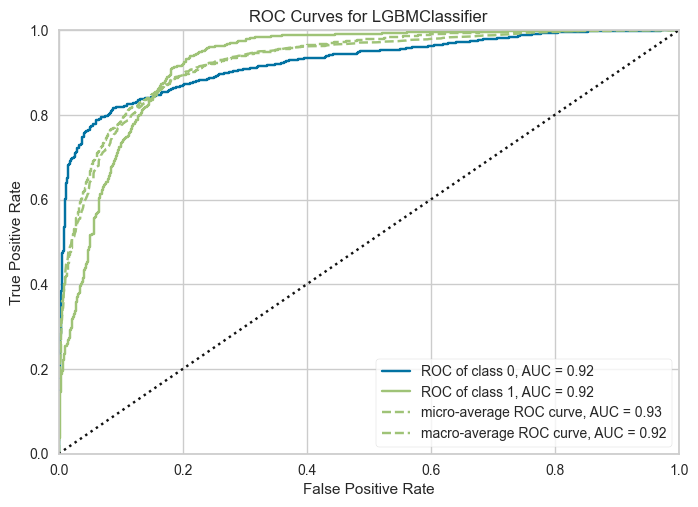 ROC Curves for LGBMClassifier
1.0
0.8
0.6
0.4
0.2
0.0
True Positive Rate
ROC of class 0, AUC = 0.92
ROC of class 1, AUC = 0.92
micro-average ROC curve, AUC = 0.93
macro-average ROC curve, AUC = 0.92
0.0 0.2 0.4 0.6 0.8 1.0
False Positive Rate